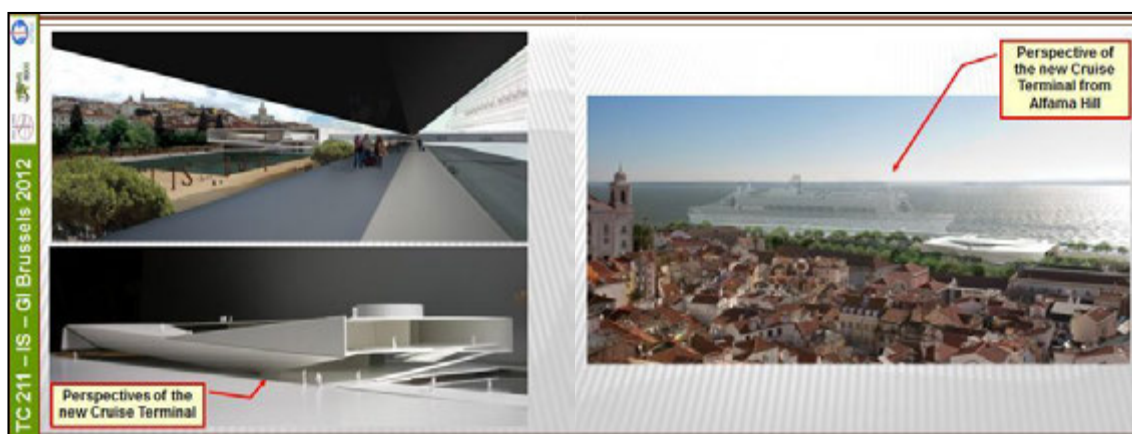 TC 211 – IS – GI Brussels 2012
Perspectives of the
new Cruise Terminal
Perspective of
the new Cruise
Terminal from
Alfama Hill